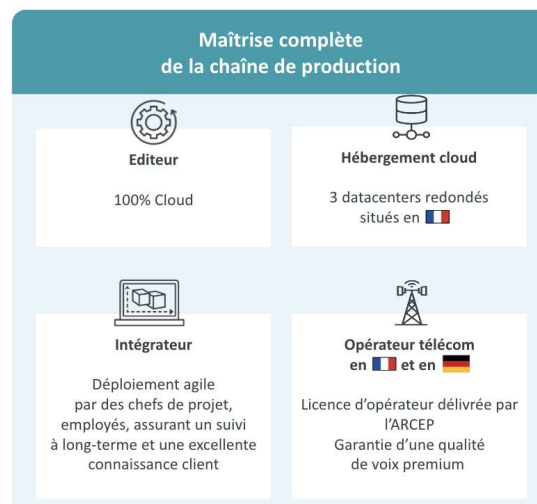 Maîtrise complète
de la chaîne de production
Editeur
100% Cloud
Hébergement cloud
3 datacenters redondés
situés en
Intégrateur
Déploiement agile
par des chefs de projet,
employés, assurant un suivi
à long-terme et une excellente
connaissance client
Opérateur télécom
en et en
Licence d'opérateur délivrée par
l'ARCEP
Garantie d'une qualité
de voix premium